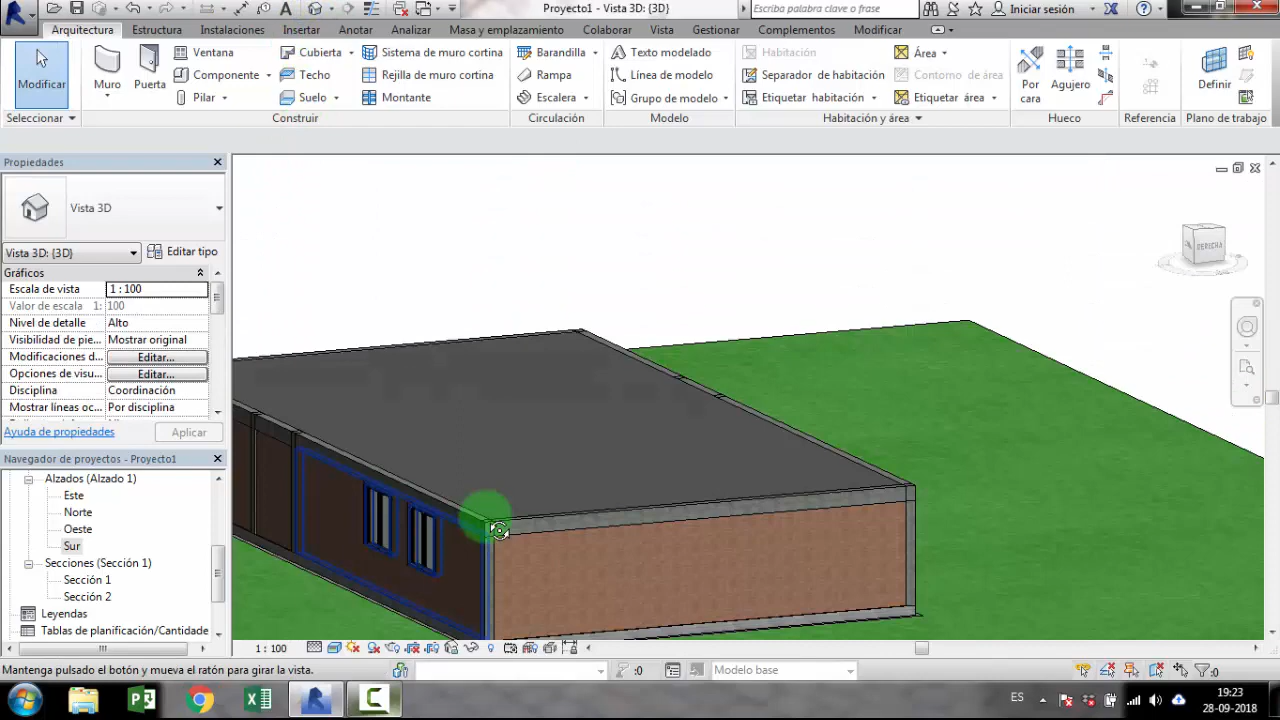 Proyecto1 - Vista 3D: {3D}
Escriba palabra clave o frase
Iniciar sesión
Arquitectura Estructura Instalaciones Insertar Anotar Analizar Masa y emplazamiento Colaborar Vista Gestionar Complementos Modificar
Modificar
Seleccionar
Muro
Puerta
Ventana
Componente
Pilar
Cubierta
Techo
Suelo
Sistema de muro cortina
Rejilla de muro cortina
Montante
Construir
Barandilla
Rampa
Escalera
Circulación
Texto modelado
Línea de modelo
Grupo de modelo
Modelo
Habitación
Separador de habitación
Etiquetar habitación
Área
Contorno de área
Etiquetar área
Habitación y área
Por cara
Agujero
Hueco
Referencia
Definir
Plano de trabajo
Propiedades
Vista 3D
Vista 3D: {3D}
Editar tipo
Gráficos
Escala de vista 1 : 100
Valor de escala 1: 100
Nivel de detalle Alto
Visibilidad de pie... Mostrar original
Modificaciones d... Editar...
Opciones de visu... Editar...
Disciplina Coordinación
Mostrar líneas oc... Por disciplina
Ayuda de propiedades
Aplicar
Navegador de proyectos - Proyecto1
Alzados (Alzado 1)
Este
Norte
Oeste
Sur
Secciones (Sección 1)
Sección 1
Sección 2
Leyendas
Tablas de planificación/Cantidade
DERECHA
1 : 100
Mantenga pulsado el botón y mueva el ratón para girar la vista.
:0
Modelo base
:0
ES
19:23
28-09-2018